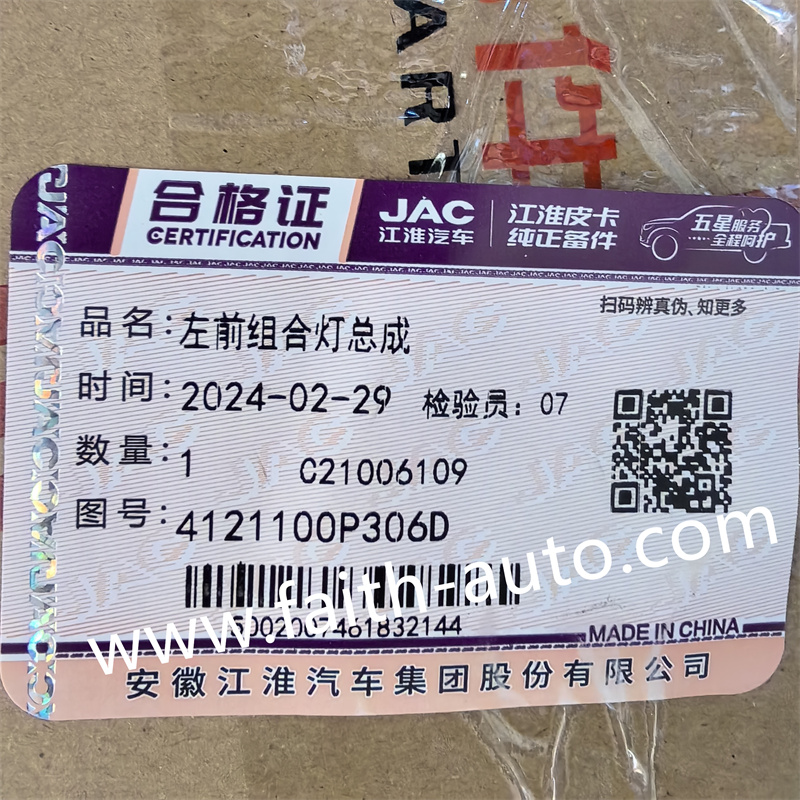 ART
合格证
CERTIFICATION
JAC
江淮汽车
江淮皮卡
纯正备件
五星服务
全程呵护
扫码辨真伪、知更多
品名:左前组合灯总成
时间:2024-02-29 检验员: 07
数量:1 C21006109
图号:4121100P306D
www.faith-auto.com
MADE IN CHINA
安徽江淮汽车集团股份有限公司